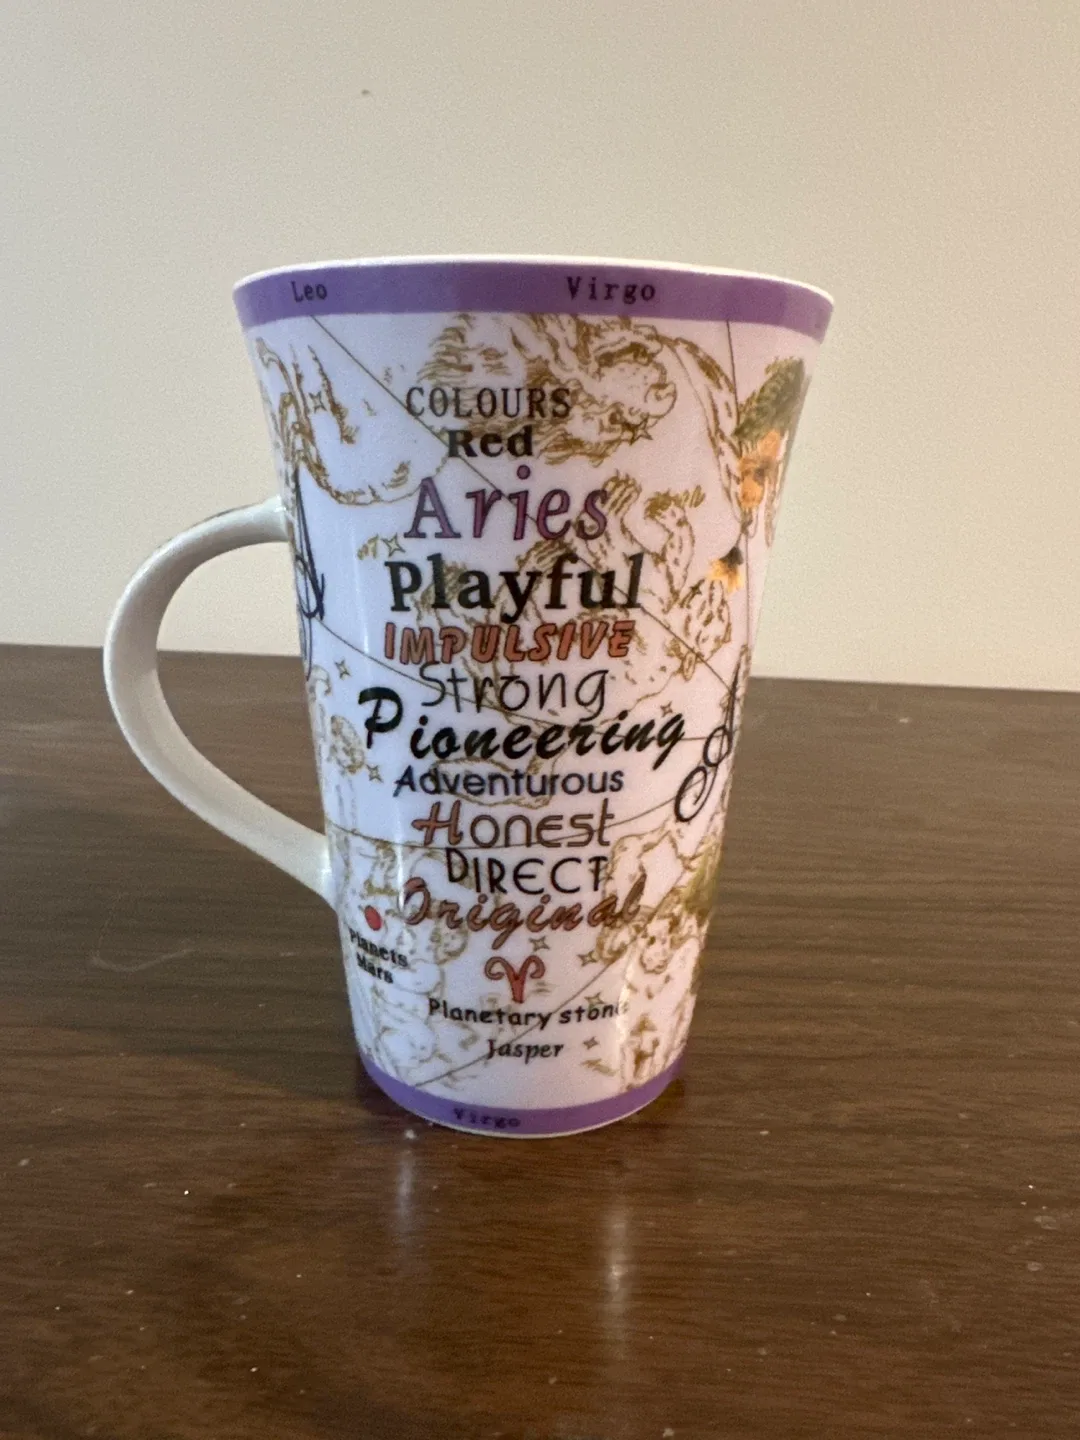 Leo Virgo
COLOURS
Red
Aries
Playful
IMPULSIVE
Strong
Pioneering
Adventurous
Honest
DIRECT
Original
Planets
Mars
Planetary stone
Jasper
Virgo